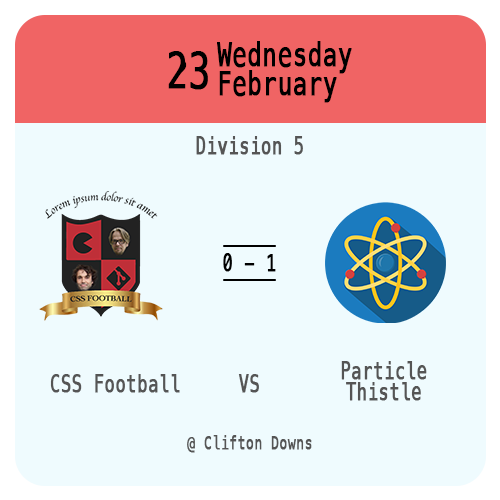 23 Wednesday
February
Division 5
Lorem ipsum dolor sit amet
CSS FOOTBALL
0 - 1
CSS Football
VS
Particle
Thistle
@ Clifton Downs